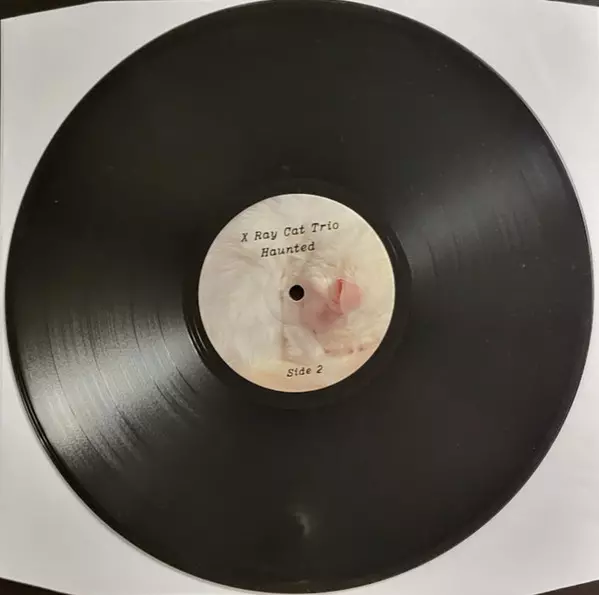 X Ray Cat Trio
Haunted
Side 2